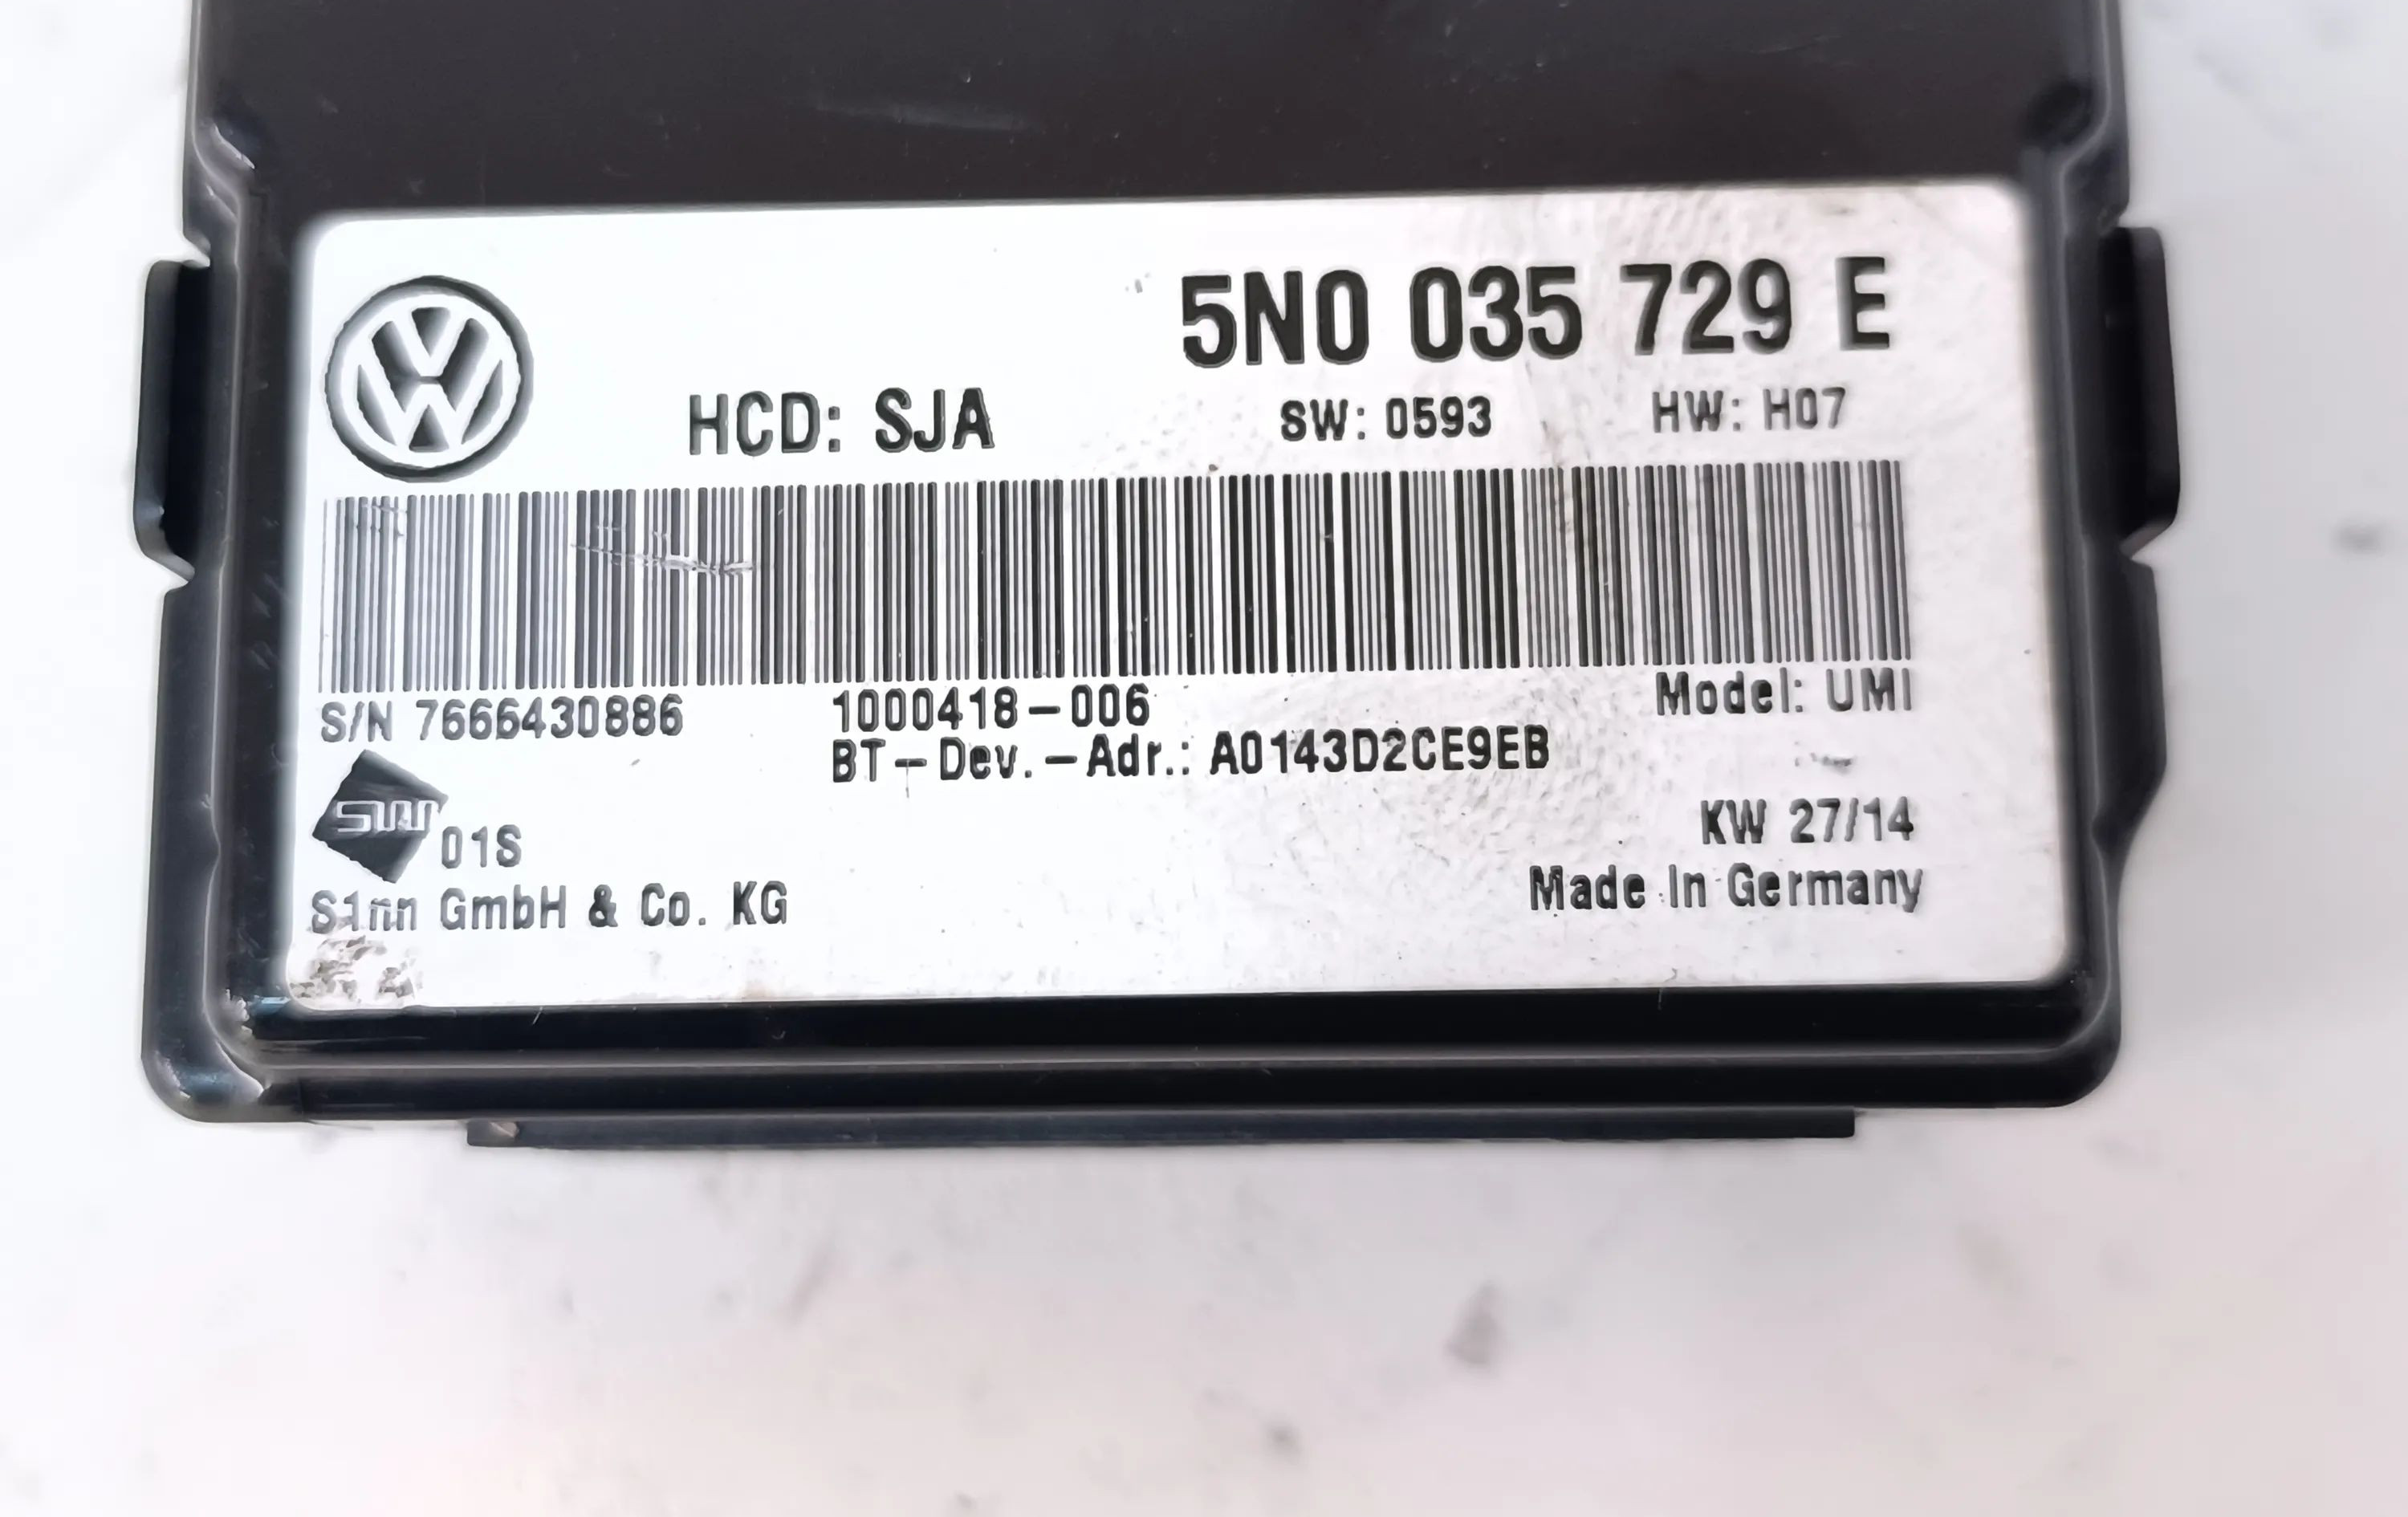 5N0 035 729 E
HCD: SJA SW: 0593 HW: H07
S/N 7666430886 1000418-006 Model: UMI
BT-Dev.-Adr.: A0143D2CE9EB
01S KW 27/14
S1nn GmbH & Co. KG Made In Germany